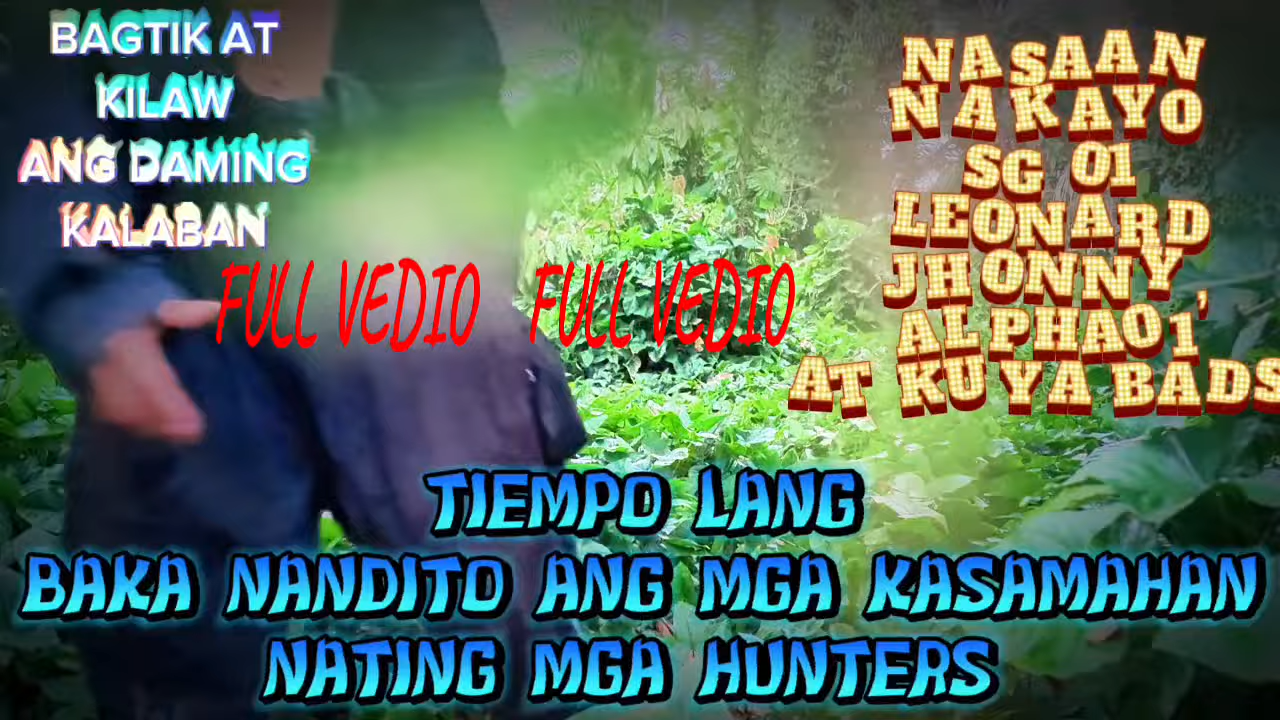 BAGTIK AT
KILAW
ANG DAMING
KALABAN
NASAAN
NAKAYO
SG 01
LEONARD
JHONNY,
ALPHA01,
AT KUYA BADS
FULL VEDIO FULL VEDIO
TIEMPO LANG
BAKA NANDITO ANG MGA KASAMAHAN
NATING MGA HUNTERS